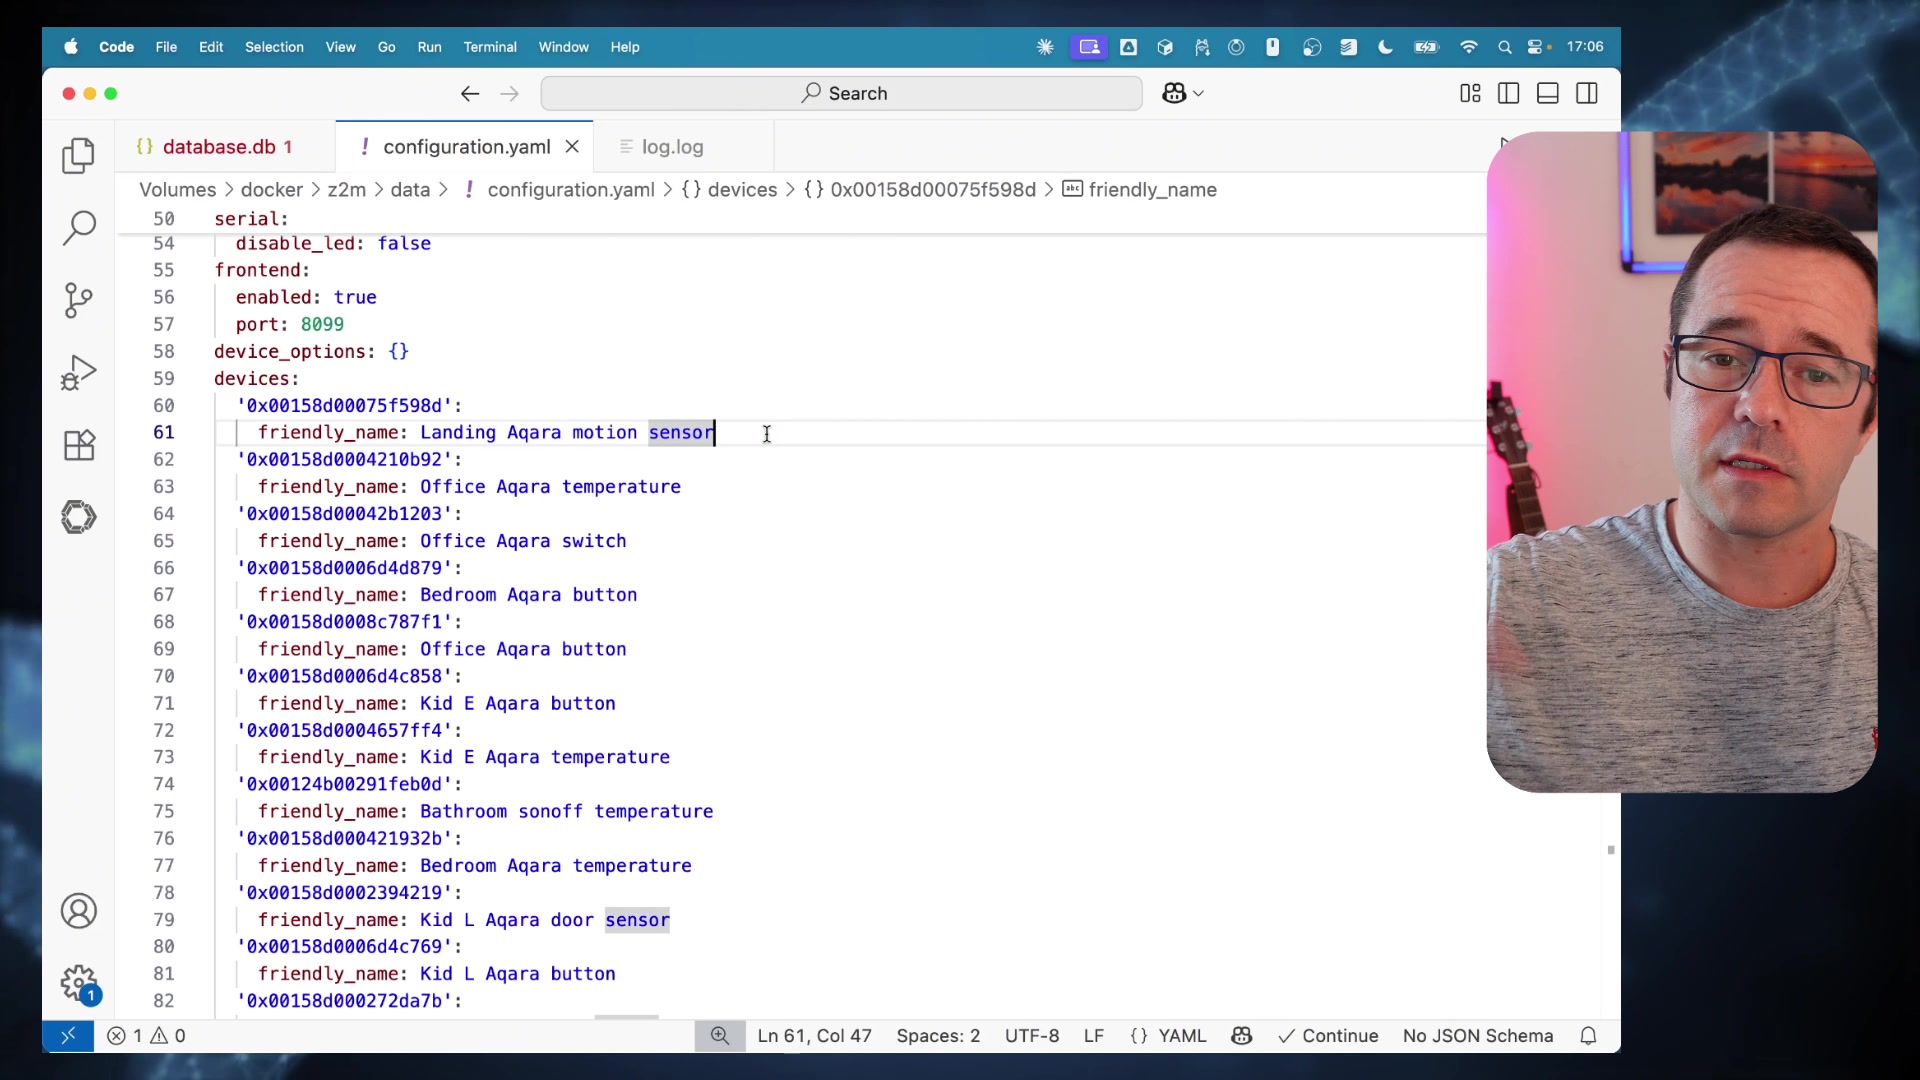 Code File Edit Selection View Go Run Terminal Window Help 17:06
Search
database.db 1 configuration.yaml log.log
Volumes > docker > z2m > data > configuration.yaml > {} devices > {} 0x00158d00075f598d > abc friendly_name
50 serial:
54 disable_led: false
55 frontend:
56 enabled: true
57 port: 8099
58 device_options: {}
59 devices:
60 '0x00158d00075f598d':
61 friendly_name: Landing Aqara motion sensor
62 '0x00158d0004210b92':
63 friendly_name: Office Aqara temperature
64 '0x00158d00042b1203':
65 friendly_name: Office Aqara switch
66 '0x00158d0006d4d879':
67 friendly_name: Bedroom Aqara button
68 '0x00158d0008c787f1':
69 friendly_name: Office Aqara button
70 '0x00158d0006d4c858':
71 friendly_name: Kid E Aqara button
72 '0x00158d0004657ff4':
73 friendly_name: Kid E Aqara temperature
74 '0x00124b00291feb0d':
75 friendly_name: Bathroom sonoff temperature
76 '0x00158d000421932b':
77 friendly_name: Bedroom Aqara temperature
78 '0x00158d0002394219':
79 friendly_name: Kid L Aqara door sensor
80 '0x00158d0006d4c769':
81 friendly_name: Kid L Aqara button
82 '0x00158d000272da7b':
1
1 0 Ln 61, Col 47 Spaces: 2 UTF-8 LF {} YAML Continue No JSON Schema